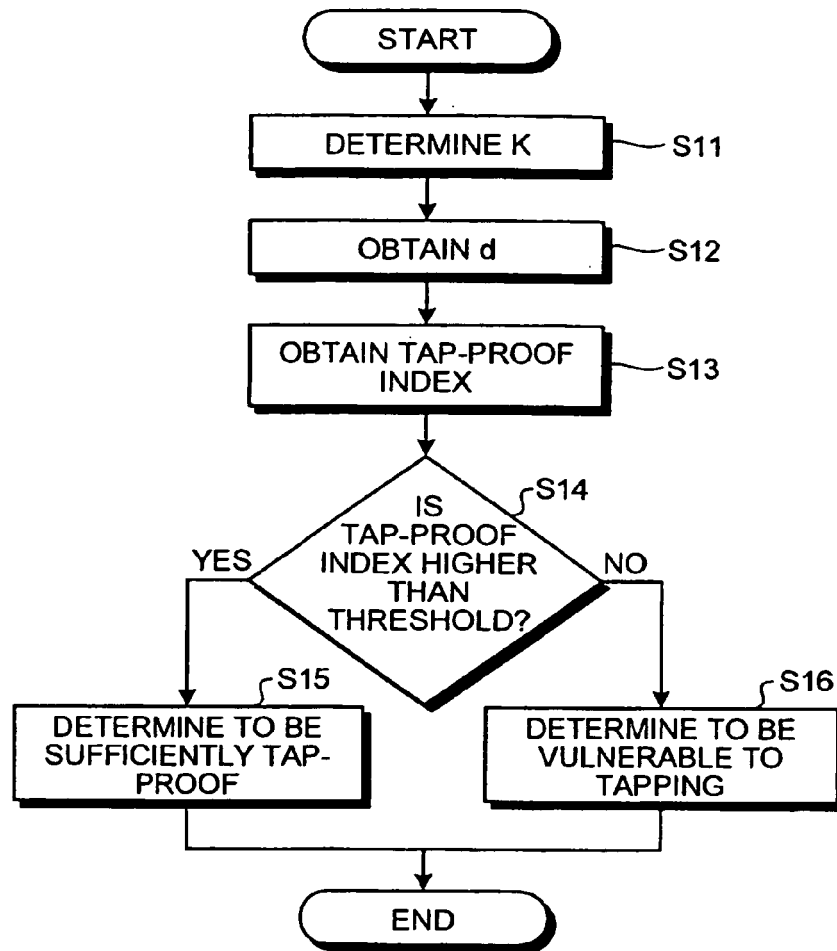 START
DETERMINE K
S11
OBTAIN d
S12
OBTAIN TAP-PROOF
INDEX
S13
S14
IS
TAP-PROOF
INDEX HIGHER
THAN
THRESHOLD?
YES
NO
S15
DETERMINE TO BE
SUFFICIENTLY TAP-
PROOF
S16
DETERMINE TO BE
VULNERABLE TO
TAPPING
END